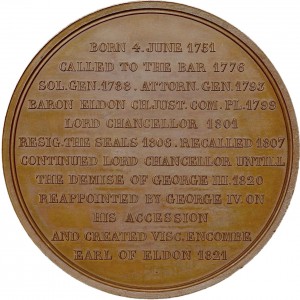 BORN 4. JUNE 1751
CALLED TO THE BAR 1776
SOL. GEN. 1788. ATTORN. GEN. 1793
BARON ELDON CH. JUST. COM. PL. 1799
LORD CHANCELLOR 1801
RESIG. THE SEALS 1806. RECALLED 1807
CONTINUED LORD CHANCELLOR UNTILL
THE DEMISE OF GEORGE III. 1820
REAPPOINTED BY GEORGE IV. ON
HIS ACCESSION
AND CREATED VISC. ENCOMBE
EARL OF ELDON 1821